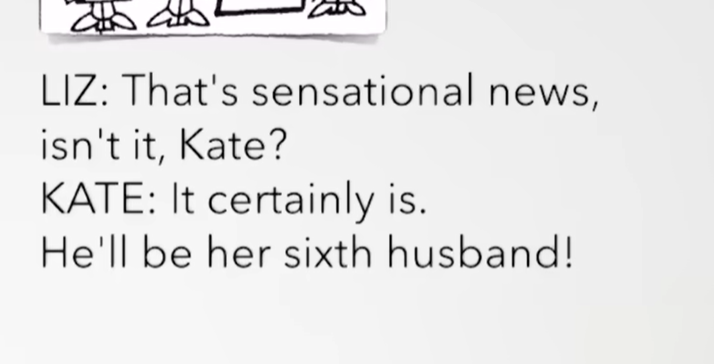 LIZ: That's sensational news,
isn't it, Kate?
KATE: It certainly is.
He'll be her sixth husband!